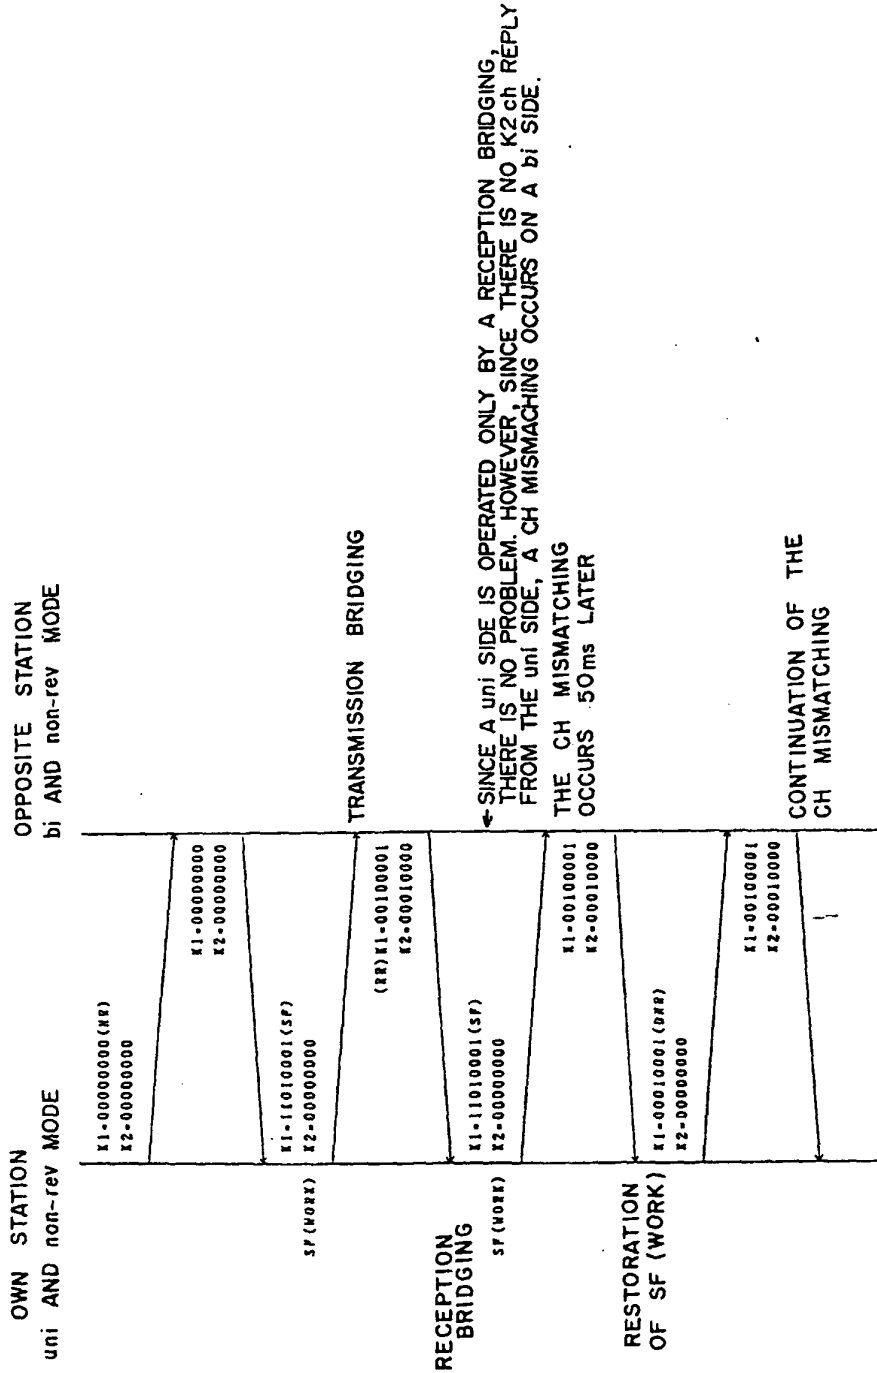 OWN STATION
uni AND non-rev MODE
OPPOSITE STATION
bi AND non-rev MODE
K1=00000000(NR)
K2=00000000
K1=00000000
K2=00000000
SF(WORK)
K1=11010001(SF)
K2=00000000
TRANSMISSION BRIDGING
(RR)K1=00100001
K2=00010000
RECEPTION
BRIDGING
←SINCE A uni SIDE IS OPERATED ONLY BY A RECEPTION BRIDGING,
THERE IS NO PROBLEM. HOWEVER, SINCE THERE IS NO K2 ch REPLY
FROM THE uni SIDE, A CH MISMACHING OCCURS ON A bi SIDE.
SF(WORK)
K1=11010001(SF)
K2=00000000
THE CH MISMATCHING
OCCURS 50ms LATER
K1=00100001
K2=00010000
RESTORATION
OF SF (WORK)
K1=00010001(DNR)
K2=00000000
K1=00100001
K2=00010000
CONTINUATION OF THE
CH MISMATCHING